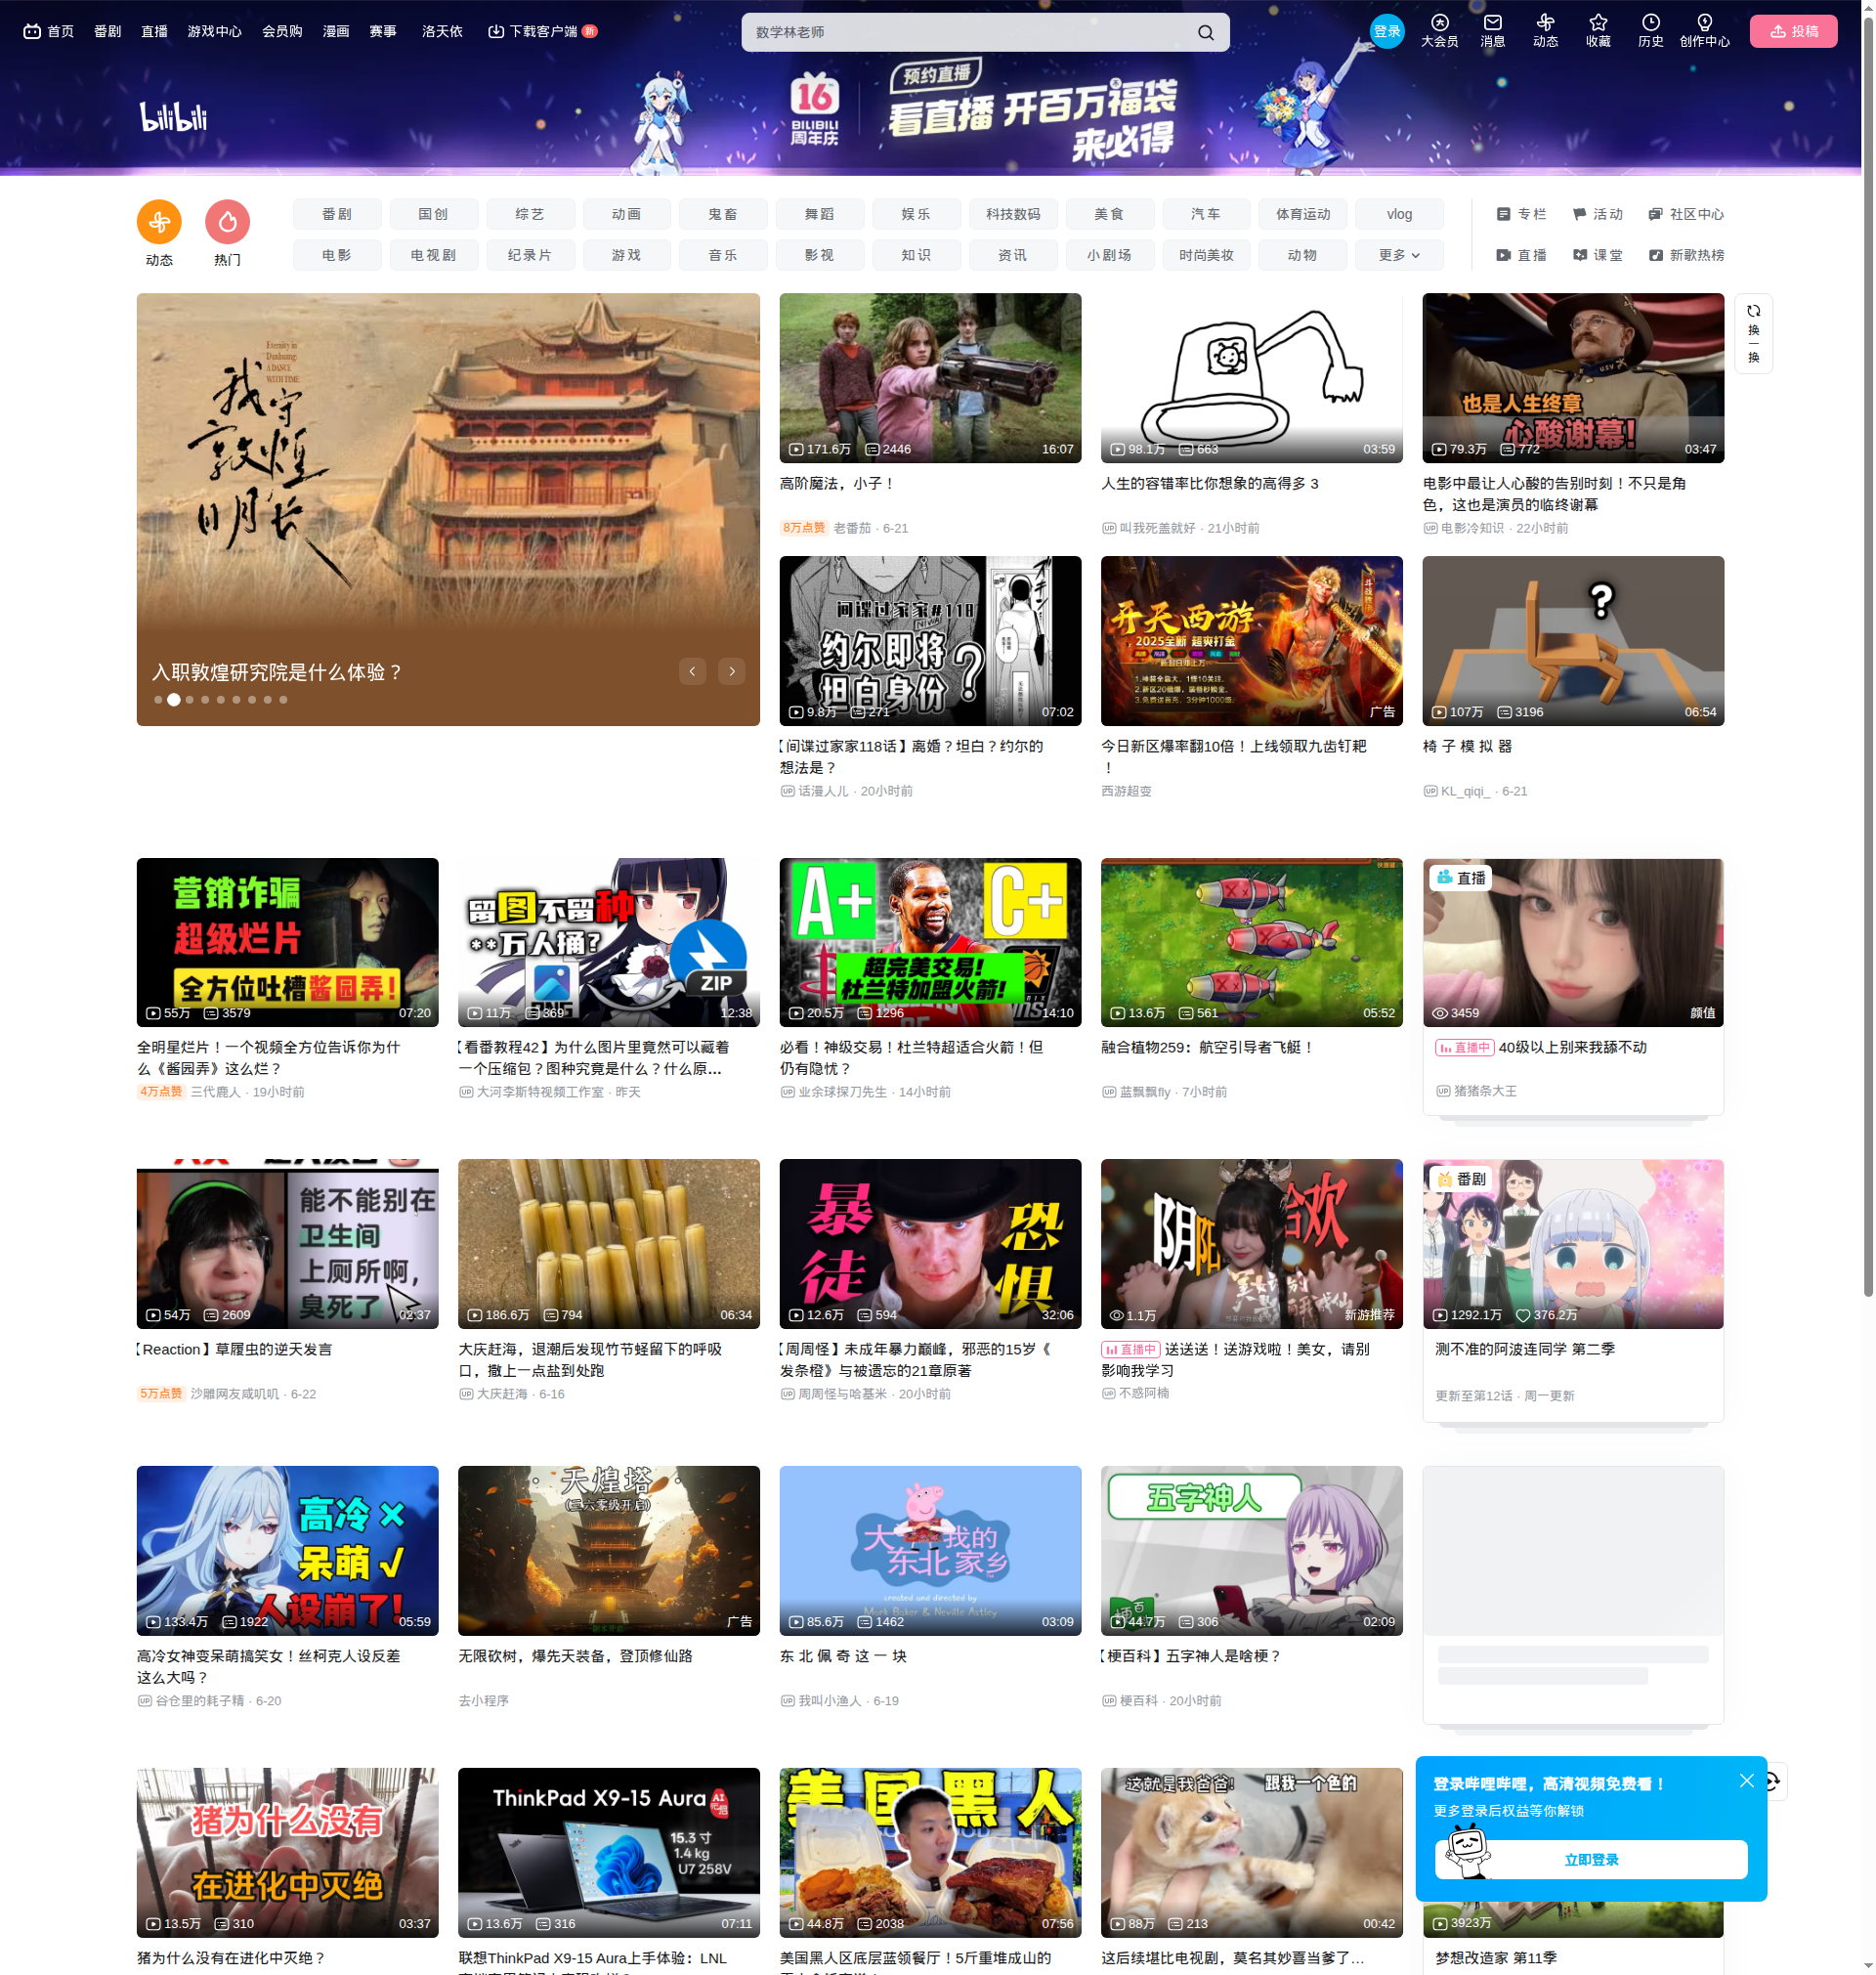 首页 番剧 直播 游戏中心 会员购 漫画 赛事 洛天依 下载客户端 新
数学林老师
登录 大会员 消息 动态 收藏 历史 创作中心 投稿
bilibili
16
BILIBILI
周年庆
预约直播
看直播 开百万福袋
来必得
动态 热门
番剧 国创 综艺 动画 鬼畜 舞蹈 娱乐 科技数码 美食 汽车 体育运动 vlog
电影 电视剧 纪录片 游戏 音乐 影视 知识 资讯 小剧场 时尚美妆 动物 更多
专栏 活动 社区中心
直播 课堂 新歌热榜
换一换
Eternity in
Dunhuang:
A DANCE
WITH TIME
我守
敦煌
明长
入职敦煌研究院是什么体验？
171.6万 2446 16:07
高阶魔法，小子！
8万点赞 老番茄 · 6-21
98.1万 663 03:59
人生的容错率比你想象的高得多 3
叫我死盖就好 · 21小时前
也是人生终章
心酸谢幕!
79.3万 772 03:47
电影中最让人心酸的告别时刻！不只是角
色，这也是演员的临终谢幕
电影冷知识 · 22小时前
间谍过家家#118
约尔即将
坦白身份?
9.8万 271 07:02
【间谍过家家118话】离婚？坦白？约尔的
想法是？
话漫人儿 · 20小时前
开天西游
2025全新 超爽打金
广告
今日新区爆率翻10倍！上线领取九齿钉耙
！
西游超变
?
107万 3196 06:54
椅 子 模 拟 器
KL_qiqi_ · 6-21
营销诈骗
超级烂片
全方位吐槽酱园弄!
55万 3579 07:20
全明星烂片！一个视频全方位告诉你为什
么《酱园弄》这么烂？
4万点赞 三代鹿人 · 19小时前
留图不留种
**万人捅?
ZIP
11万 369 12:38
【看番教程42】为什么图片里竟然可以藏着
一个压缩包？图种究竟是什么？什么原...
大河李斯特视频工作室 · 昨天
A+ C+
超完美交易!
杜兰特加盟火箭!
20.5万 1296 14:10
必看！神级交易！杜兰特超适合火箭！但
仍有隐忧？
业余球探刀先生 · 14小时前
13.6万 561 05:52
融合植物259：航空引导者飞艇！
蓝飘飘fly · 7小时前
直播
3459 颜值
直播中 40级以上别来我舔不动
猪猪条大王
能不能别在
卫生间
上厕所啊,
臭死了
54万 2609 02:37
【Reaction】草履虫的逆天发言
5万点赞 沙雕网友咸叽叽 · 6-22
186.6万 794 06:34
大庆赶海，退潮后发现竹节蛏留下的呼吸
口，撒上一点盐到处跑
大庆赶海 · 6-16
暴徒 恐惧
12.6万 594 32:06
【周周怪】未成年暴力巅峰，邪恶的15岁《
发条橙》与被遗忘的21章原著
周周怪与哈基米 · 20小时前
阴阳合欢
1.1万 新游推荐
直播中 送送送！送游戏啦！美女，请别
影响我学习
不惑阿楠
番剧
1292.1万 376.2万
测不准的阿波连同学 第二季
更新至第12话 · 周一更新
高冷 ×
呆萌 √
人设崩了!
133.4万 1922 05:59
高冷女神变呆萌搞笑女！丝柯克人设反差
这么大吗？
谷仓里的耗子精 · 6-20
天煌塔
(三六零级开启)
广告
无限砍树，爆先天装备，登顶修仙路
去小程序
大 我的
东北家乡
created and directed by
Mark Baker & Neville Astley
85.6万 1462 03:09
东 北 佩 奇 这 一 块
我叫小渔人 · 6-19
五字神人
梗百
44.7万 306 02:09
【梗百科】五字神人是啥梗？
梗百科 · 20小时前
猪为什么没有
在进化中灭绝
13.5万 310 03:37
猪为什么没有在进化中灭绝？
ThinkPad X9-15 Aura
15.3 寸
1.4 kg
U7 258V
13.6万 316 07:11
联想ThinkPad X9-15 Aura上手体验：LNL
美国黑人
44.8万 2038 07:56
美国黑人区底层蓝领餐厅！5斤重堆成山的
这就是我爸爸! 跟我一个色的
88万 213 00:42
这后续堪比电视剧，莫名其妙喜当爹了...
登录哔哩哔哩，高清视频免费看！
更多登录后权益等你解锁
立即登录
3923万
梦想改造家 第11季